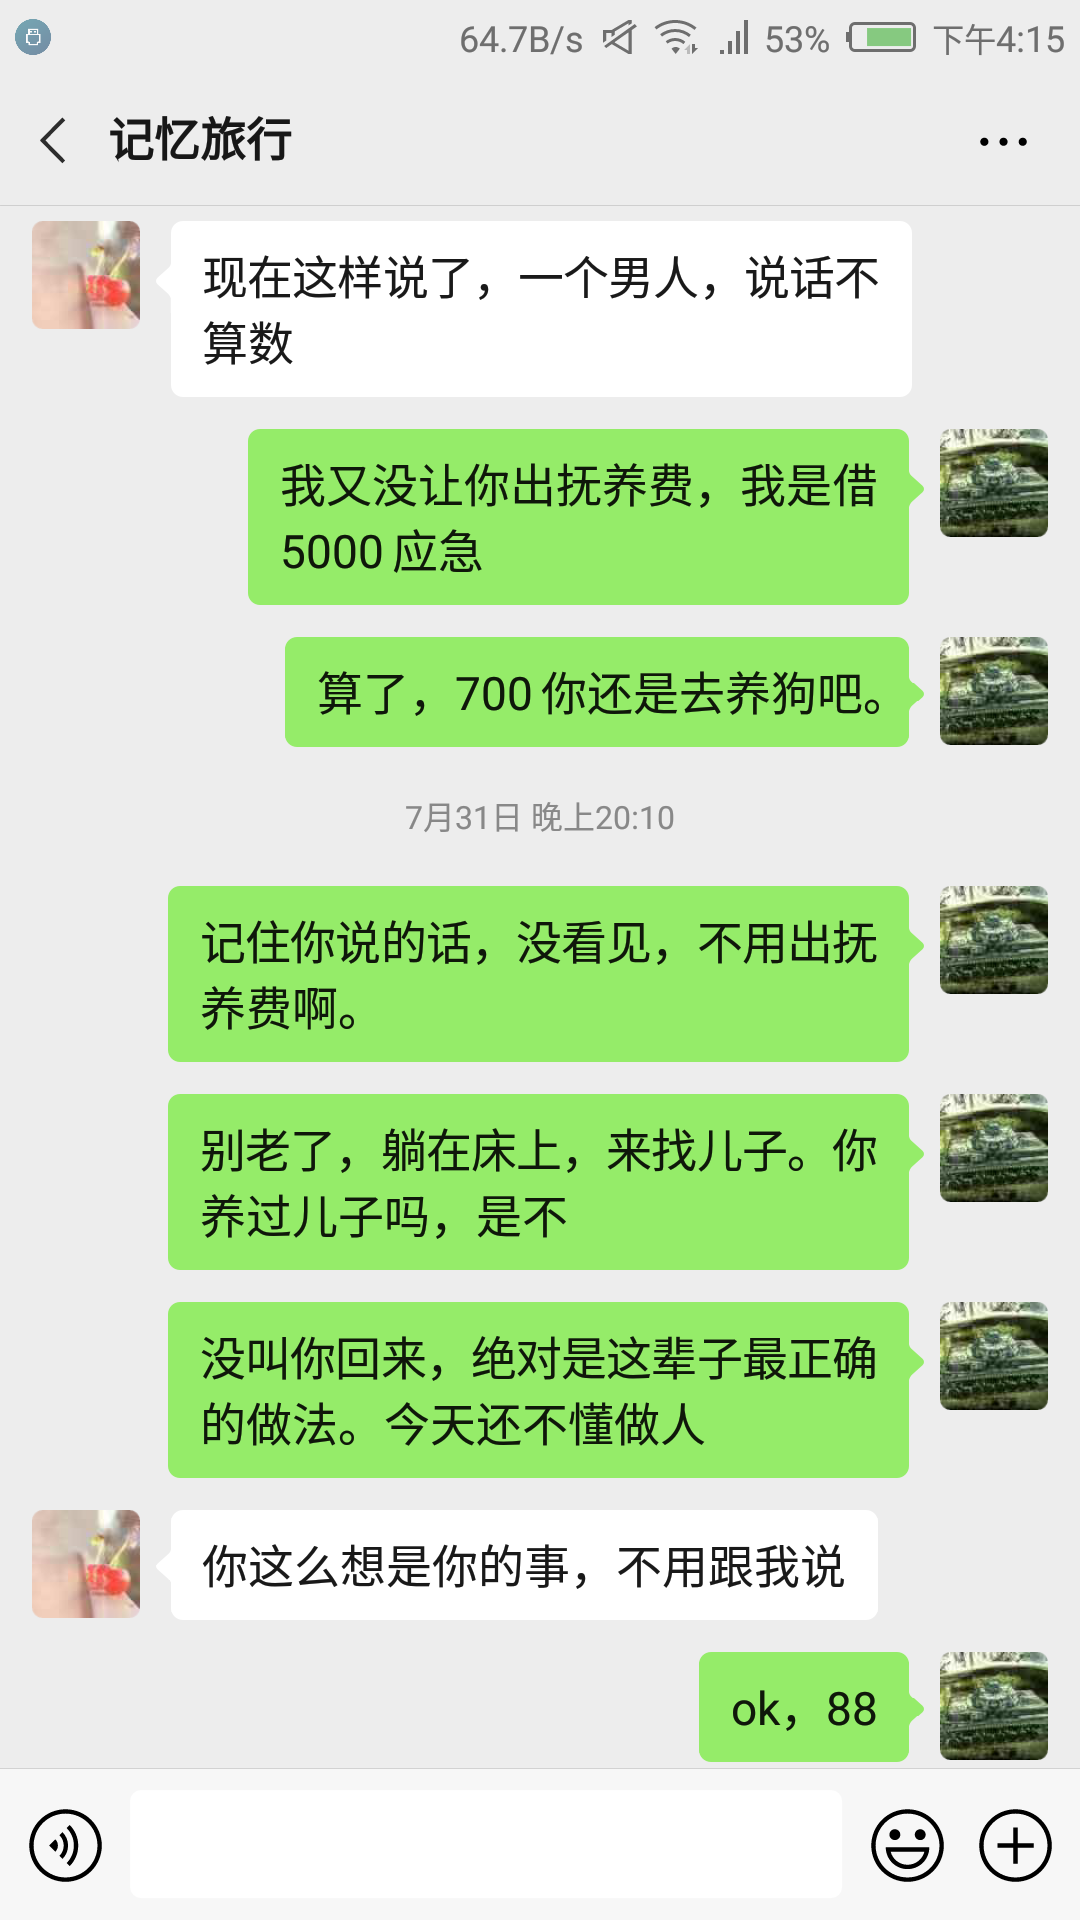 64.7B/s 53% 下午4:15
记忆旅行
现在这样说了，一个男人，说话不
算数
我又没让你出抚养费，我是借
5000应急
算了，700你还是去养狗吧。
7月31日 晚上20:10
记住你说的话，没看见，不用出抚
养费啊。
别老了，躺在床上，来找儿子。你
养过儿子吗，是不
没叫你回来，绝对是这辈子最正确
的做法。今天还不懂做人
你这么想是你的事，不用跟我说
ok，88